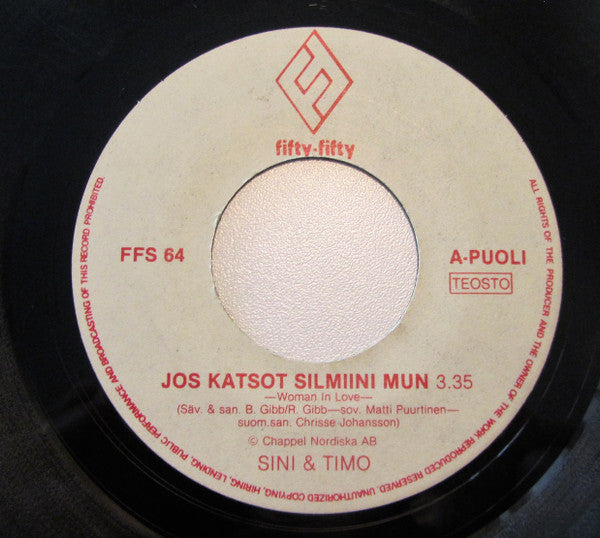 fifty-fifty
FFS 64
A-PUOLI
TEOSTO
JOS KATSOT SILMIINI MUN 3.35
—Woman In Love—
(Säv. & san. B. Gibb/R. Gibb—sov. Matti Puurtinen—
suom.san. Chrisse Johansson)
© Chappel Nordiska AB
SINI & TIMO
ALL RIGHTS OF THE PRODUCER AND THE OWNER OF THE WORK REPRODUCED RESERVED. UNAUTHORIZED COPYING, HIRING, LENDING, PUBLIC PERFORMANCE AND BROADCASTING OF THIS RECORD PROHIBITED.